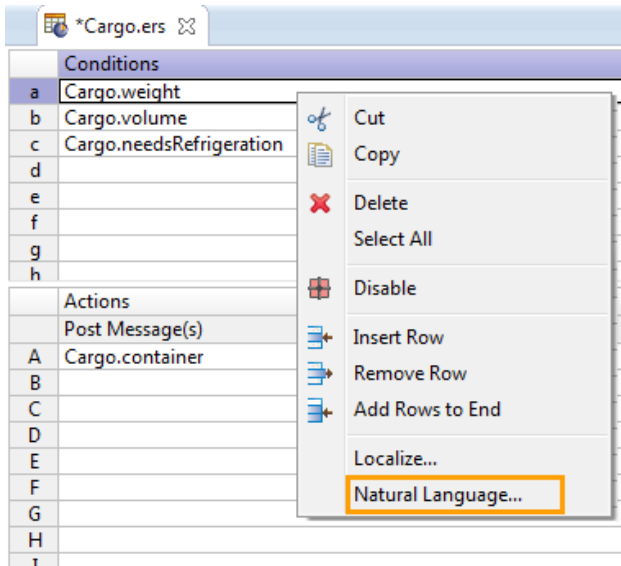 *Cargo.ers
Conditions
a Cargo.weight
b Cargo.volume
c Cargo.needsRefrigeration
d
e
f
g
h
Actions
Post Message(s)
A Cargo.container
B
C
D
E
F
G
H
I
Cut
Copy
Delete
Select All
Disable
Insert Row
Remove Row
Add Rows to End
Localize...
Natural Language...